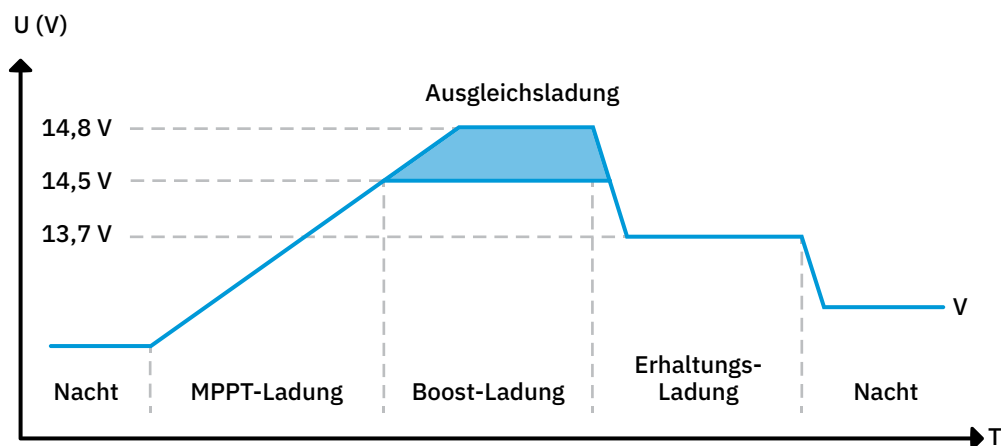 U (V)
Ausgleichsladung
14,8 V
14,5 V
13,7 V
V
Nacht
MPPT-Ladung
Boost-Ladung
Erhaltungs-
Ladung
Nacht
T